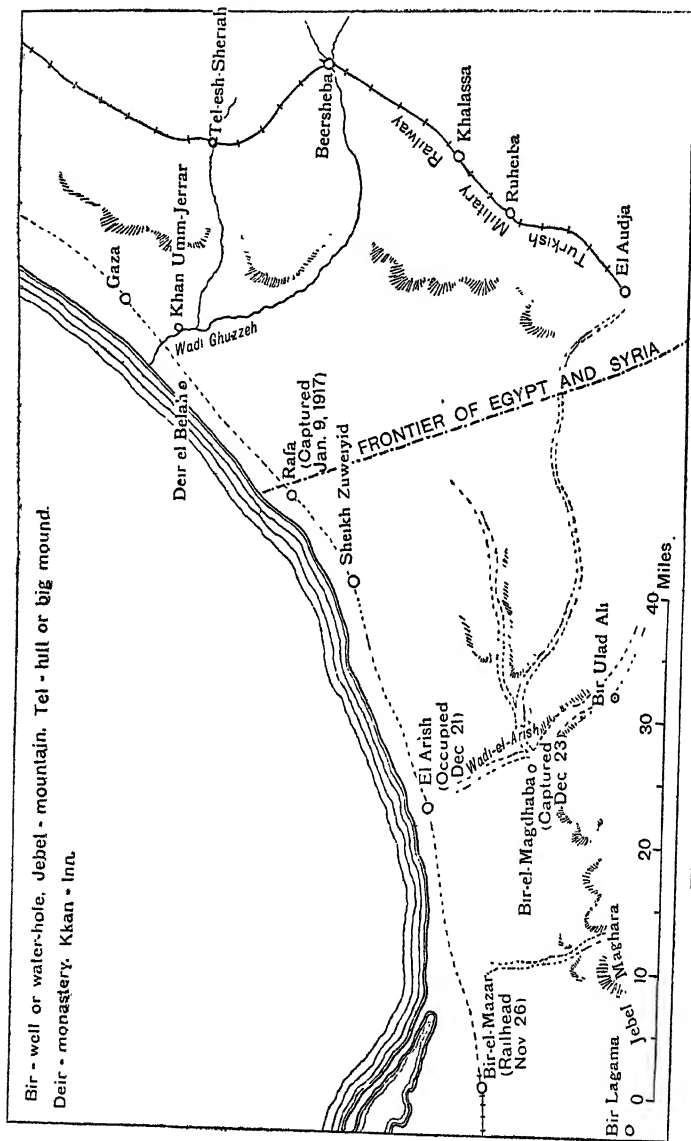 Bir - well or water-hole. Jebel - mountain. Tel - hill or big mound.
Deir - monastery. Kkan - Inn.
Gaza
Tel-esh-Sheriah
Khan Umm-Jerrar
Wadi Ghuzzeh
Deir el Belah
Beersheba
Rafa
(Captured
Jan. 9, 1917)
Sheikh Zuweiyid
FRONTIER OF EGYPT AND SYRIA
Khalassa
Ruheiba
Turkish Military Railway
El Audja
El Arish
(Occupied
Dec 21)
Wadi-el-Arish
Bir-el-Magdhaba
(Captured
Dec 23)
Bir Ulad Ali
Bir-el-Mazar
(Railhead
Nov 26)
Jebel Maghara
Bir Lagama
0 10 20 30 40 Miles